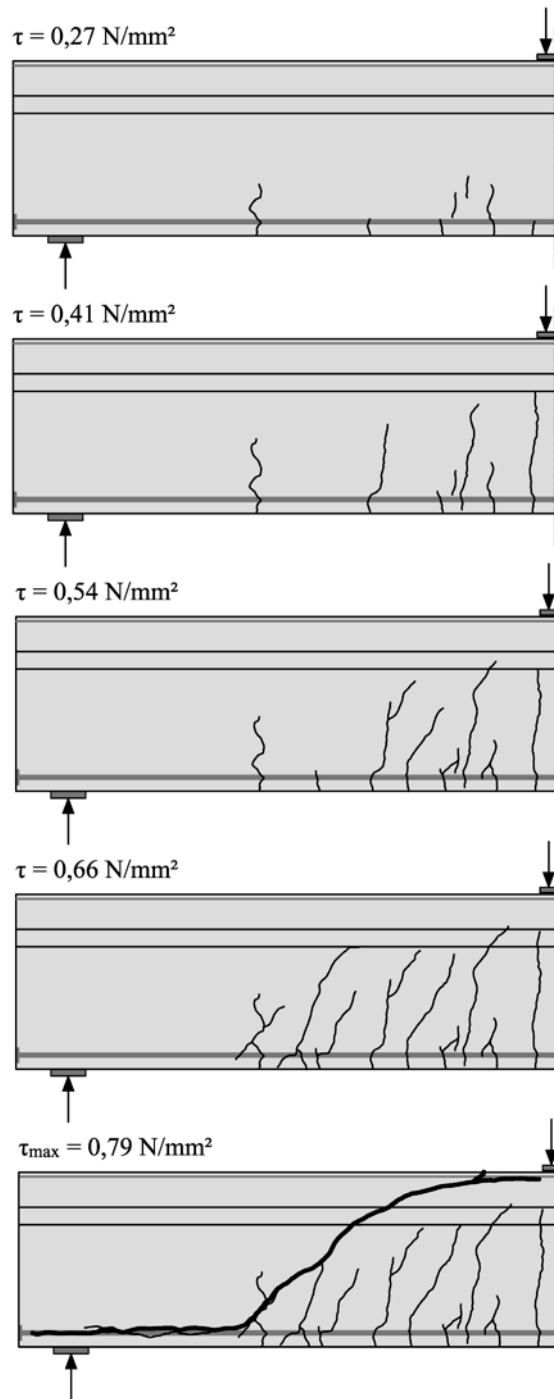 τ = 0,27 N/mm²
τ = 0,41 N/mm²
τ = 0,54 N/mm²
τ = 0,66 N/mm²
τmax = 0,79 N/mm²